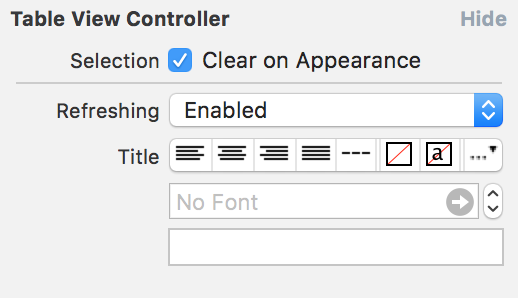 Table View Controller Hide
Selection Clear on Appearance
Refreshing Enabled
Title --- a ...
No Font